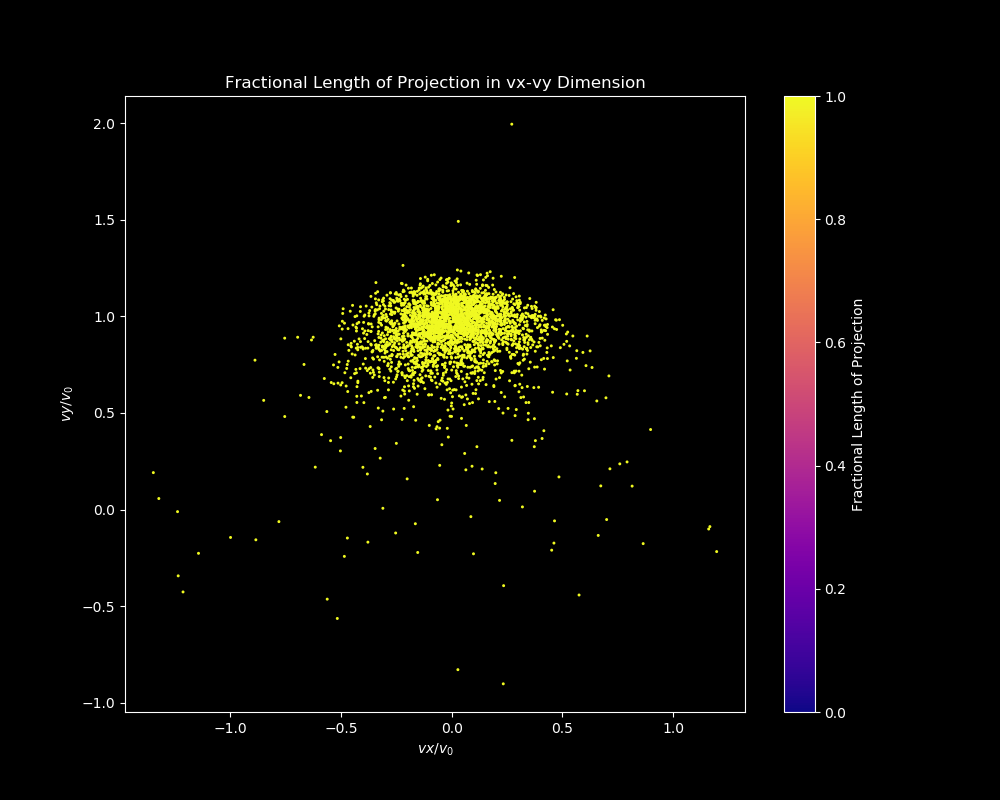 Fractional Length of Projection in vx-vy Dimension
2.0
1.5
1.0
0.5
0.0
−0.5
−1.0
vy/v₀
−1.0 −0.5 0.0 0.5 1.0
vx/v₀
1.0
0.8
0.6
0.4
0.2
0.0
Fractional Length of Projection